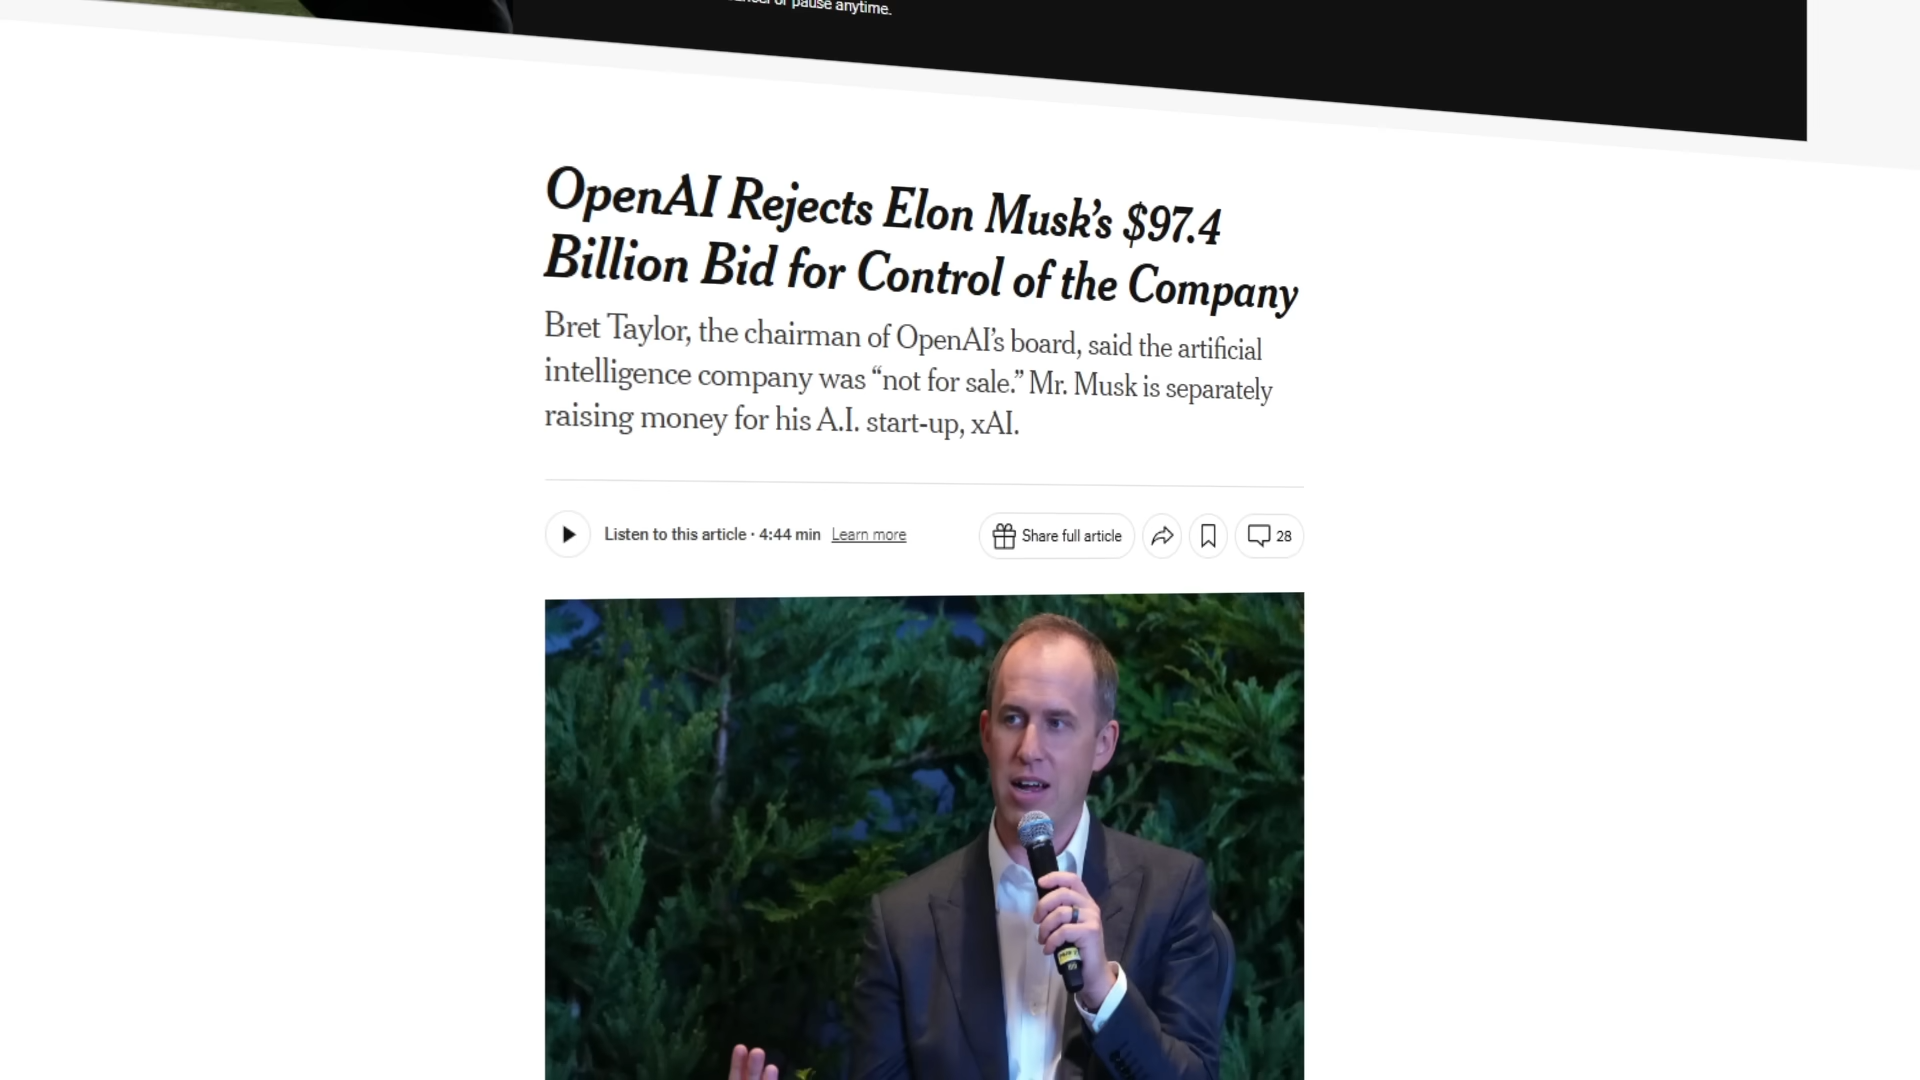 or pause anytime.
OpenAI Rejects Elon Musk’s $97.4
Billion Bid for Control of the Company
Bret Taylor, the chairman of OpenAI’s board, said the artificial
intelligence company was “not for sale.” Mr. Musk is separately
raising money for his A.I. start-up, xAI.
Listen to this article · 4:44 min Learn more
Share full article
28